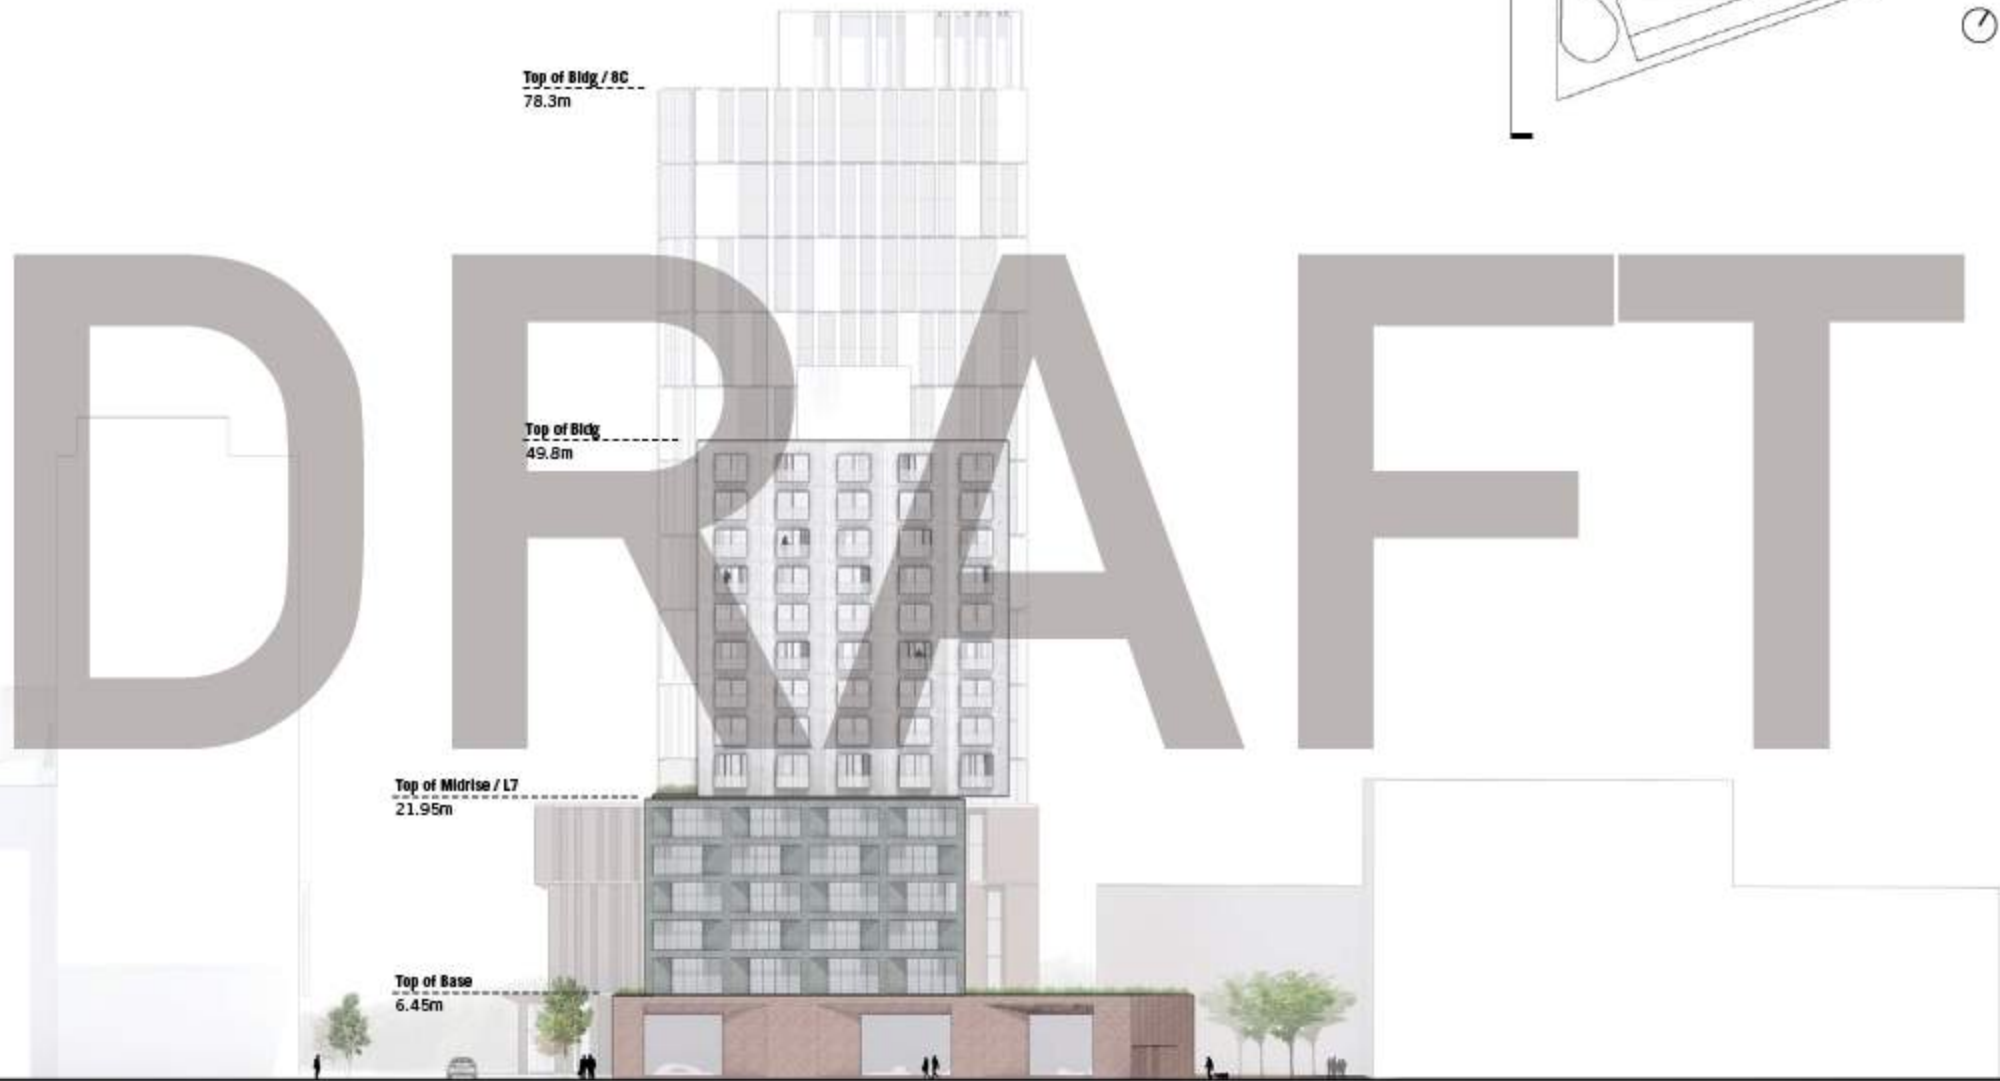 Top of Bldg / 8C
78.3m
DRAFT
Top of Bldg
49.8m
Top of Midrise / L7
21.95m
Top of Base
6.45m